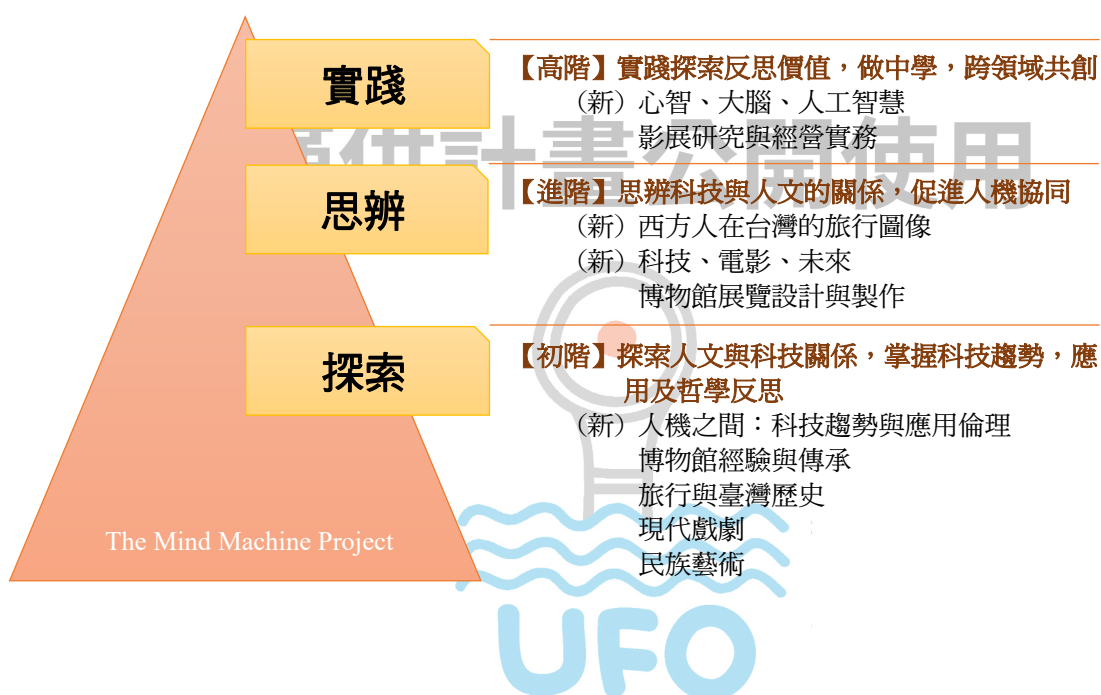 實踐
【高階】實踐探索反思價值，做中學，跨領域共創
（新）心智、大腦、人工智慧
影展研究與經營實務
計畫公開使用
思辨
【進階】思辨科技與人文的關係，促進人機協同
（新）西方人在台灣的旅行圖像
（新）科技、電影、未來
博物館展覽設計與製作
探索
【初階】探索人文與科技關係，掌握科技趨勢，應
用及哲學反思
（新）人機之間：科技趨勢與應用倫理
博物館經驗與傳承
旅行與臺灣歷史
現代戲劇
民族藝術
The Mind Machine Project
UFO